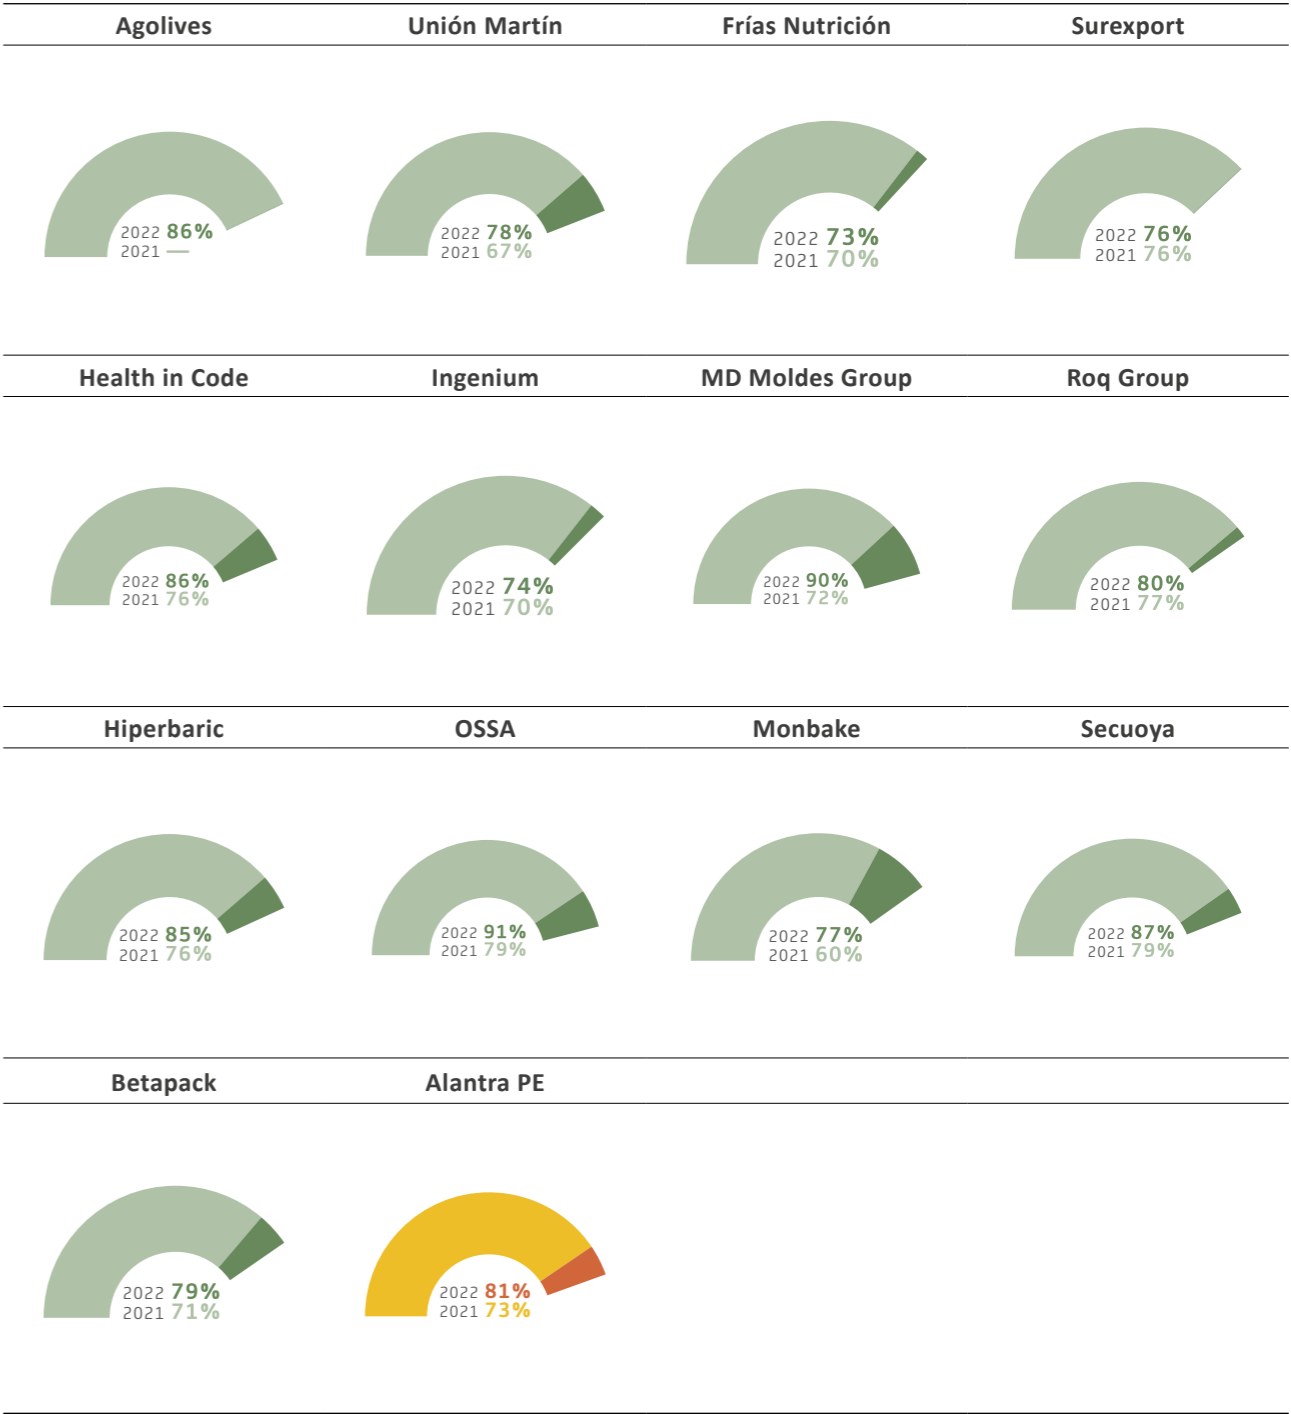 Agolives
Unión Martín
Frías Nutrición
Surexport
2022 86%
2021 —
2022 78%
2021 67%
2022 73%
2021 70%
2022 76%
2021 76%
Health in Code
Ingenium
MD Moldes Group
Roq Group
2022 86%
2021 76%
2022 74%
2021 70%
2022 90%
2021 72%
2022 80%
2021 77%
Hiperbaric
OSSA
Monbake
Secuoya
2022 85%
2021 76%
2022 91%
2021 79%
2022 77%
2021 60%
2022 87%
2021 79%
Betapack
Alantra PE
2022 79%
2021 71%
2022 81%
2021 73%